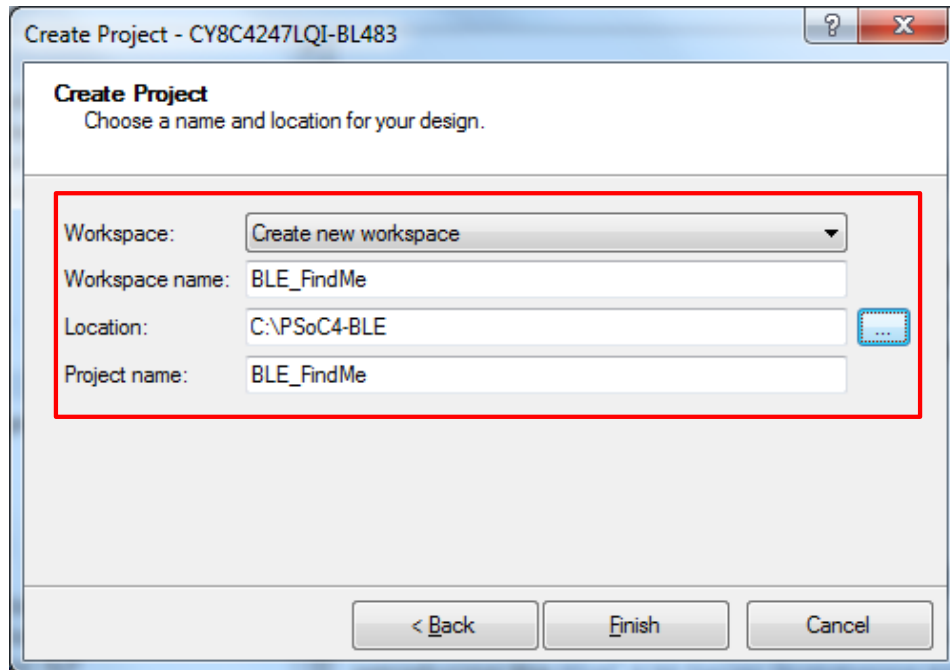 Create Project - CY8C4247LQI-BL483
Create Project
Choose a name and location for your design.
Workspace: Create new workspace
Workspace name: BLE_FindMe
Location: C:\PSoC4-BLE ...
Project name: BLE_FindMe
< Back Finish Cancel